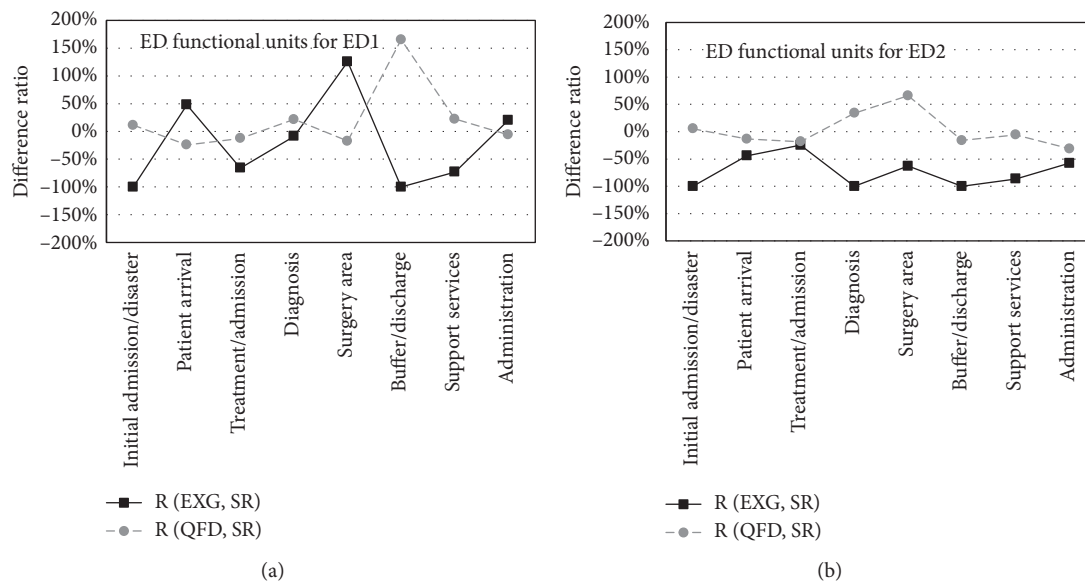 ED functional units for ED1
Difference ratio
200%
150%
100%
50%
0%
–50%
–100%
–150%
–200%
Initial admission/disaster
Patient arrival
Treatment/admission
Diagnosis
Surgery area
Buffer/discharge
Support services
Administration
R (EXG, SR)
R (QFD, SR)
(a)
ED functional units for ED2
Difference ratio
200%
150%
100%
50%
0%
–50%
–100%
–150%
–200%
Initial admission/disaster
Patient arrival
Treatment/admission
Diagnosis
Surgery area
Buffer/discharge
Support services
Administration
R (EXG, SR)
R (QFD, SR)
(b)